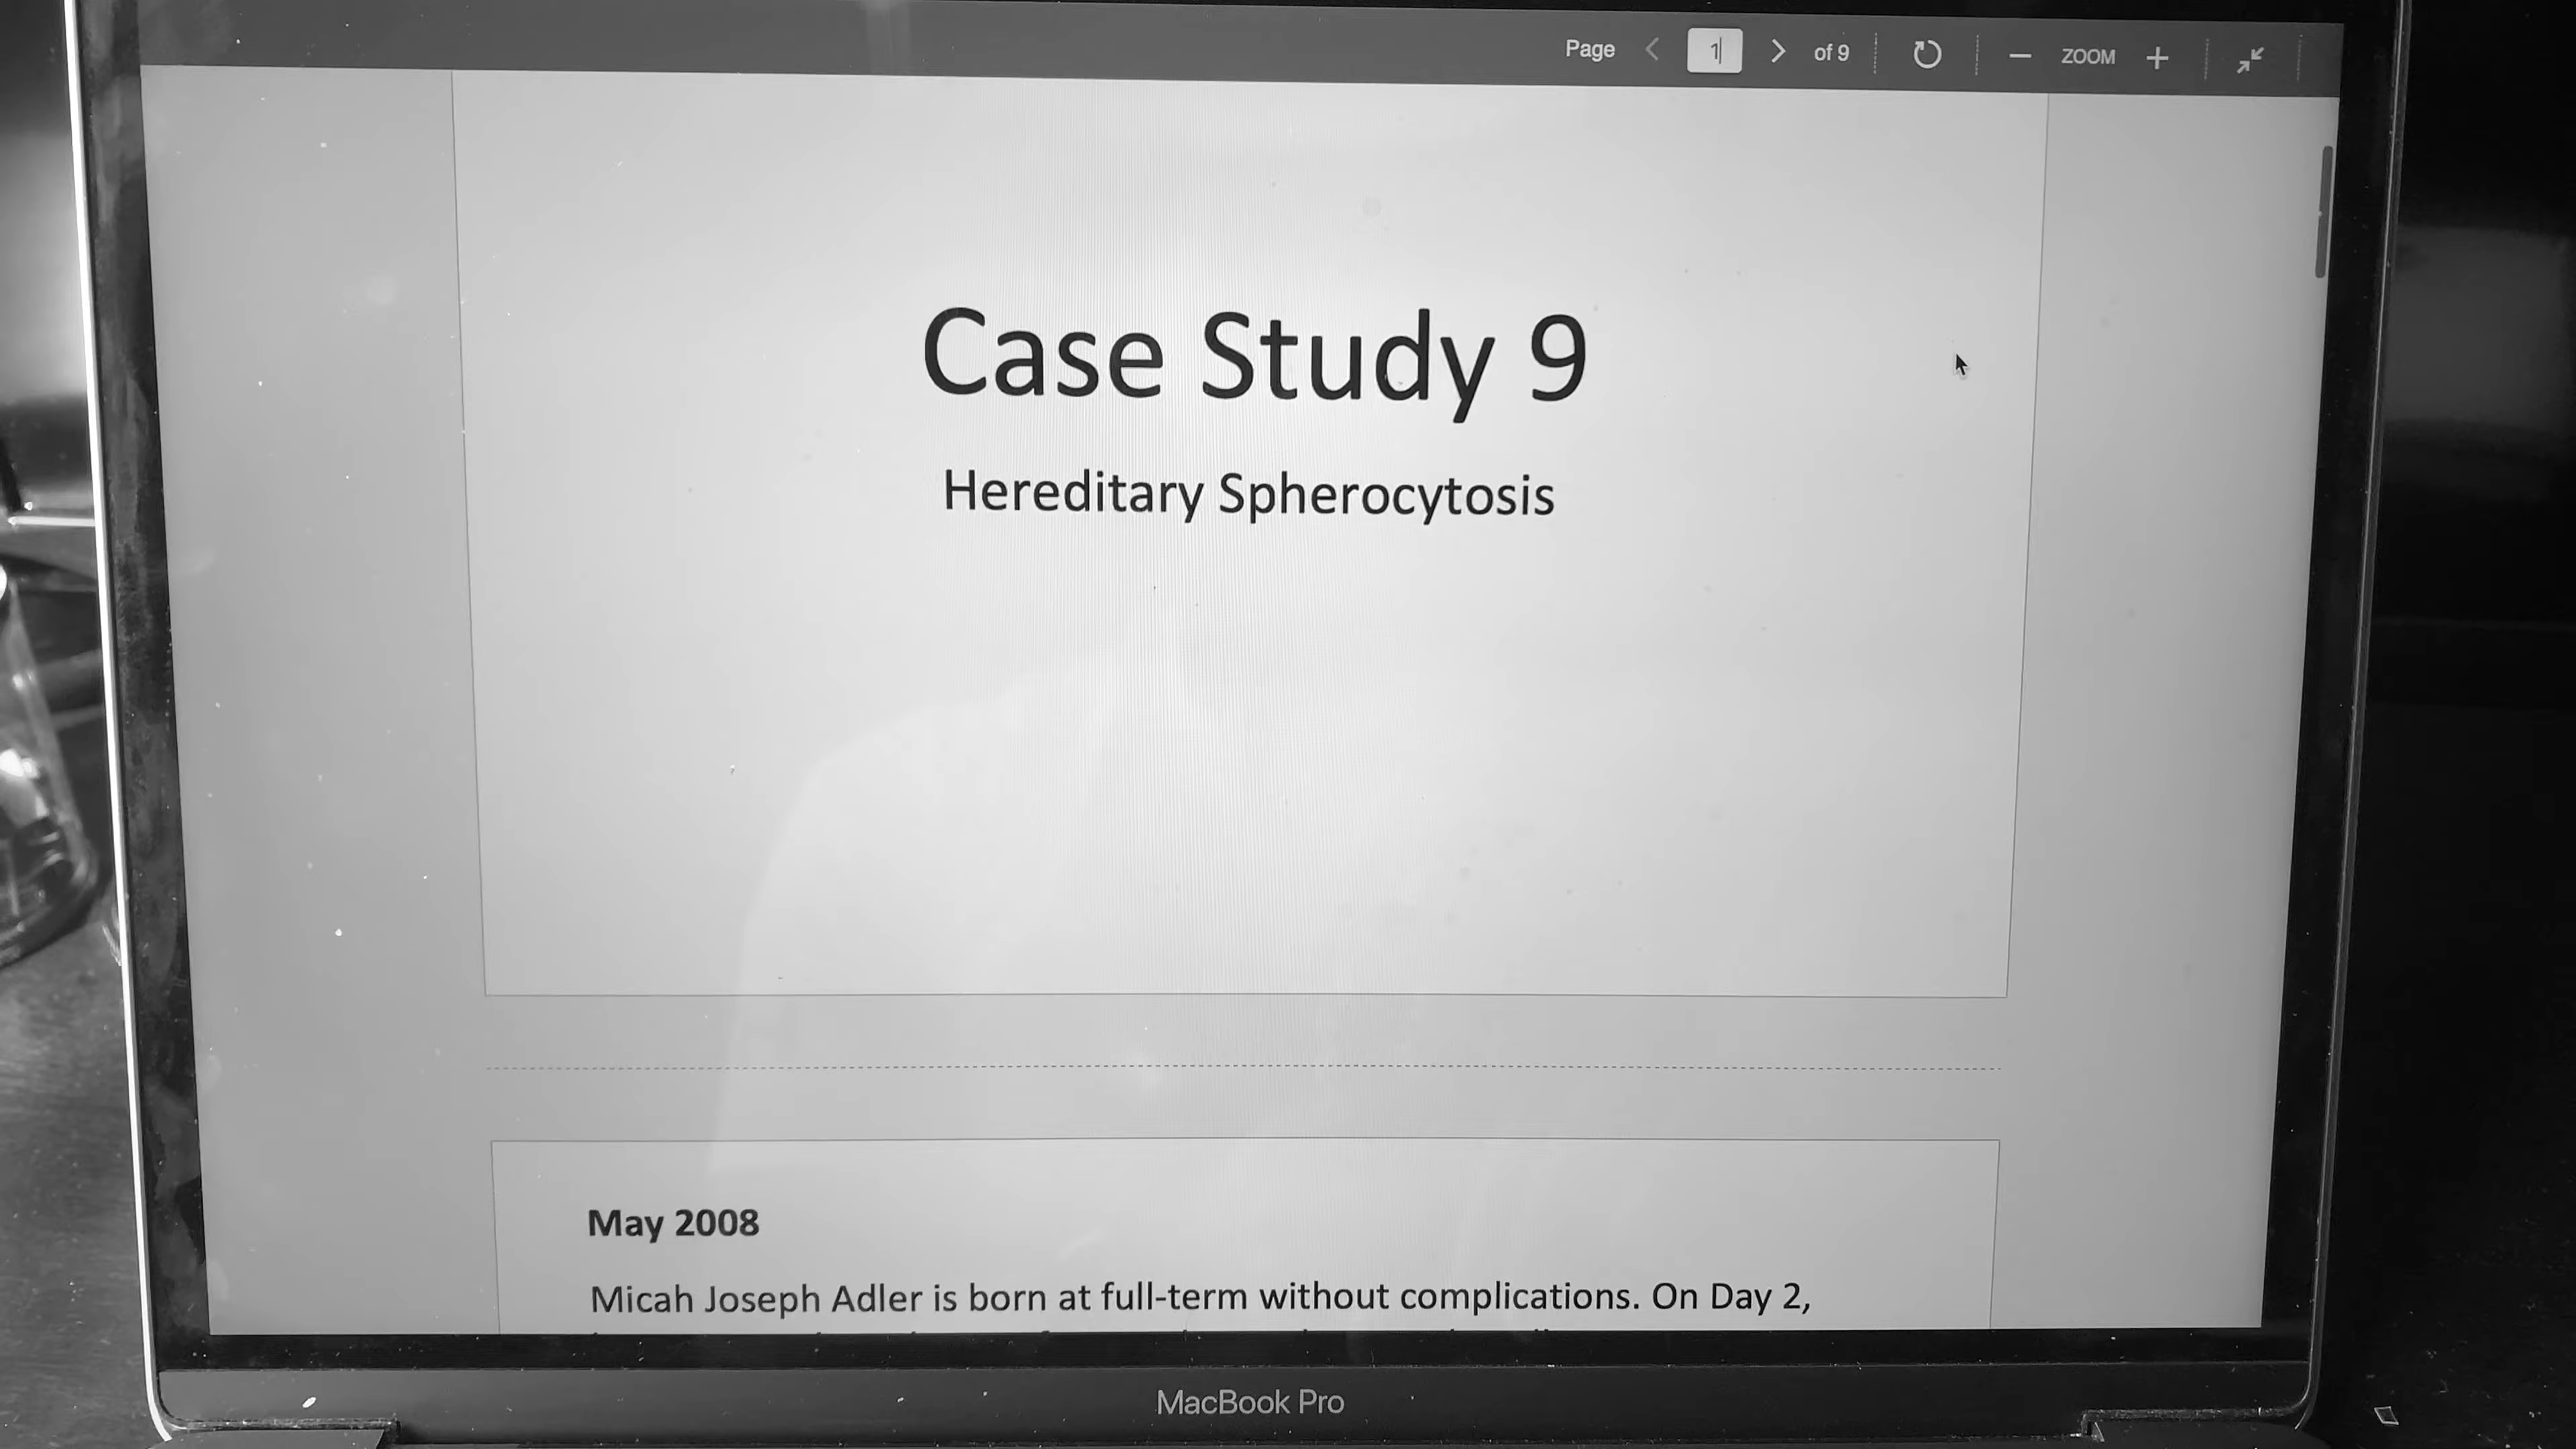 Page 1 of 9 ZOOM
Case Study 9
Hereditary Spherocytosis
May 2008
Micah Joseph Adler is born at full-term without complications. On Day 2,
MacBook Pro